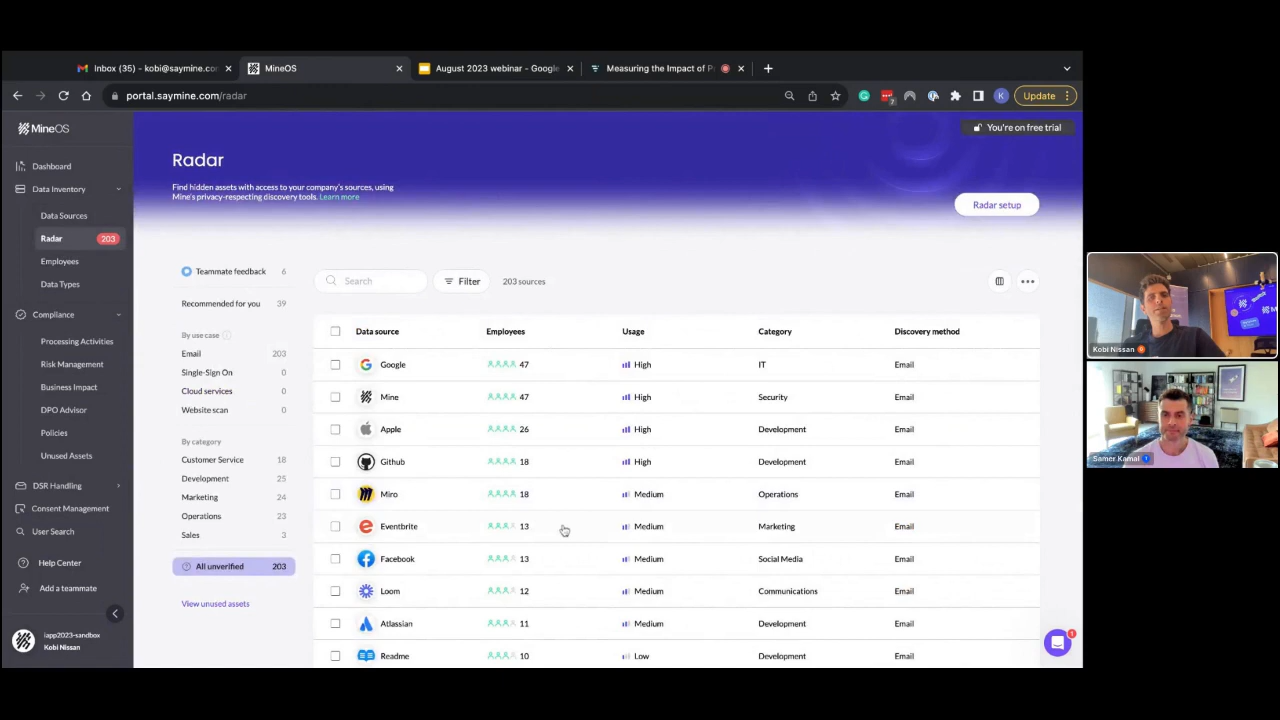 Inbox (35) - kobi@saymine.co
MineOS
August 2023 webinar - Google
Measuring the Impact of P
portal.saymine.com/radar
K
Update
MineOS
You're on free trial
Dashboard
Data Inventory
Data Sources
Radar 203
Employees
Data Types
Compliance
Processing Activities
Risk Management
Business Impact
DPO Advisor
Policies
Unused Assets
DSR Handling
Consent Management
User Search
Help Center
Add a teammate
iapp2023-sandbox
Kobi Nissan
Radar
Find hidden assets with access to your company's sources, using
Mine's privacy-respecting discovery tools. Learn more
Radar setup
Teammate feedback 6
Recommended for you 39
By use case
Email 203
Single-Sign On 0
Cloud services 0
Website scan 0
By category
Customer Service 18
Development 25
Marketing 24
Operations 23
Sales 3
All unverified 203
View unused assets
Search
Filter
203 sources
Data source Employees Usage Category Discovery method
Google 47 High IT Email
Mine 47 High Security Email
Apple 26 High Development Email
Github 18 High Development Email
Miro 18 Medium Operations Email
Eventbrite 13 Medium Marketing Email
Facebook 13 Medium Social Media Email
Loom 12 Medium Communications Email
Atlassian 11 Medium Development Email
Readme 10 Low Development Email
1
Kobi Nissan
Samer Kamal